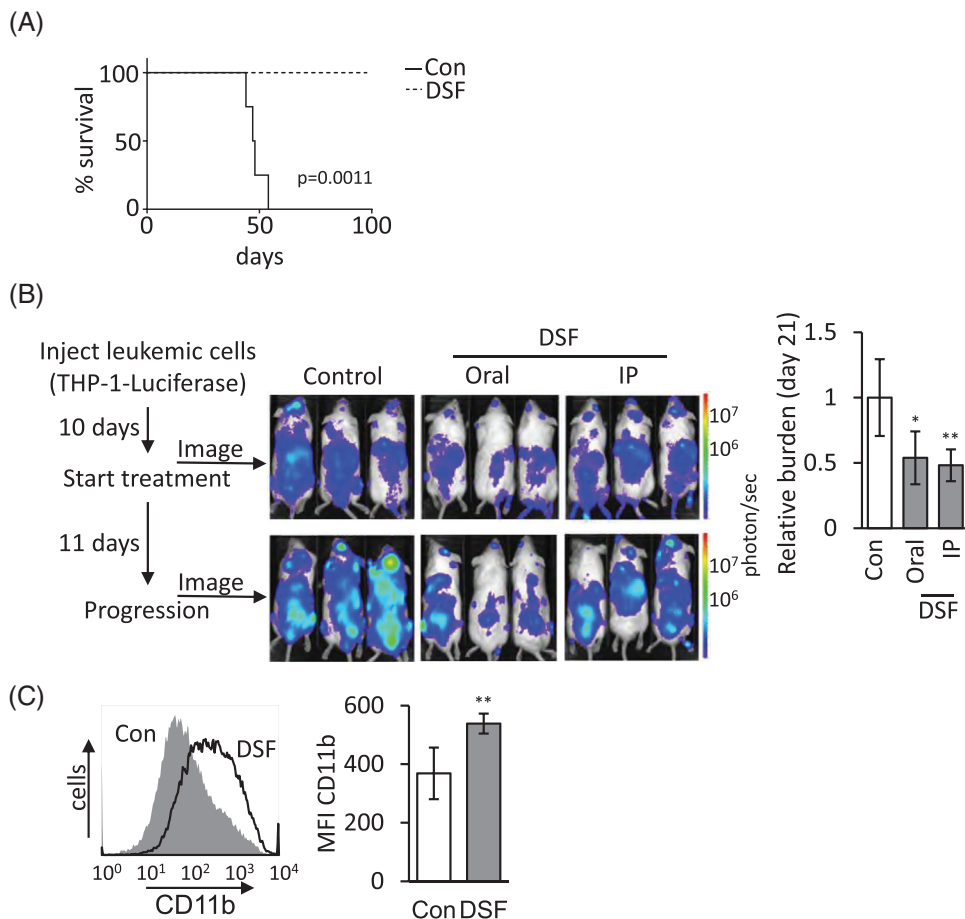 (A)
100
50
0
% survival
Con
DSF
p=0.0011
0
50
100
days
(B)
Inject leukemic cells
(THP-1-Luciferase)
10 days
Image
Start treatment
11 days
Image
Progression
DSF
Control
Oral
IP
10⁷
10⁶
10⁷
10⁶
photon/sec
Relative burden (day 21)
1.5
1
0.5
0
*
**
Con
Oral
IP
DSF
(C)
Con
DSF
cells
10⁰ 10¹ 10² 10³ 10⁴
CD11b
MFI CD11b
600
400
200
0
**
Con DSF